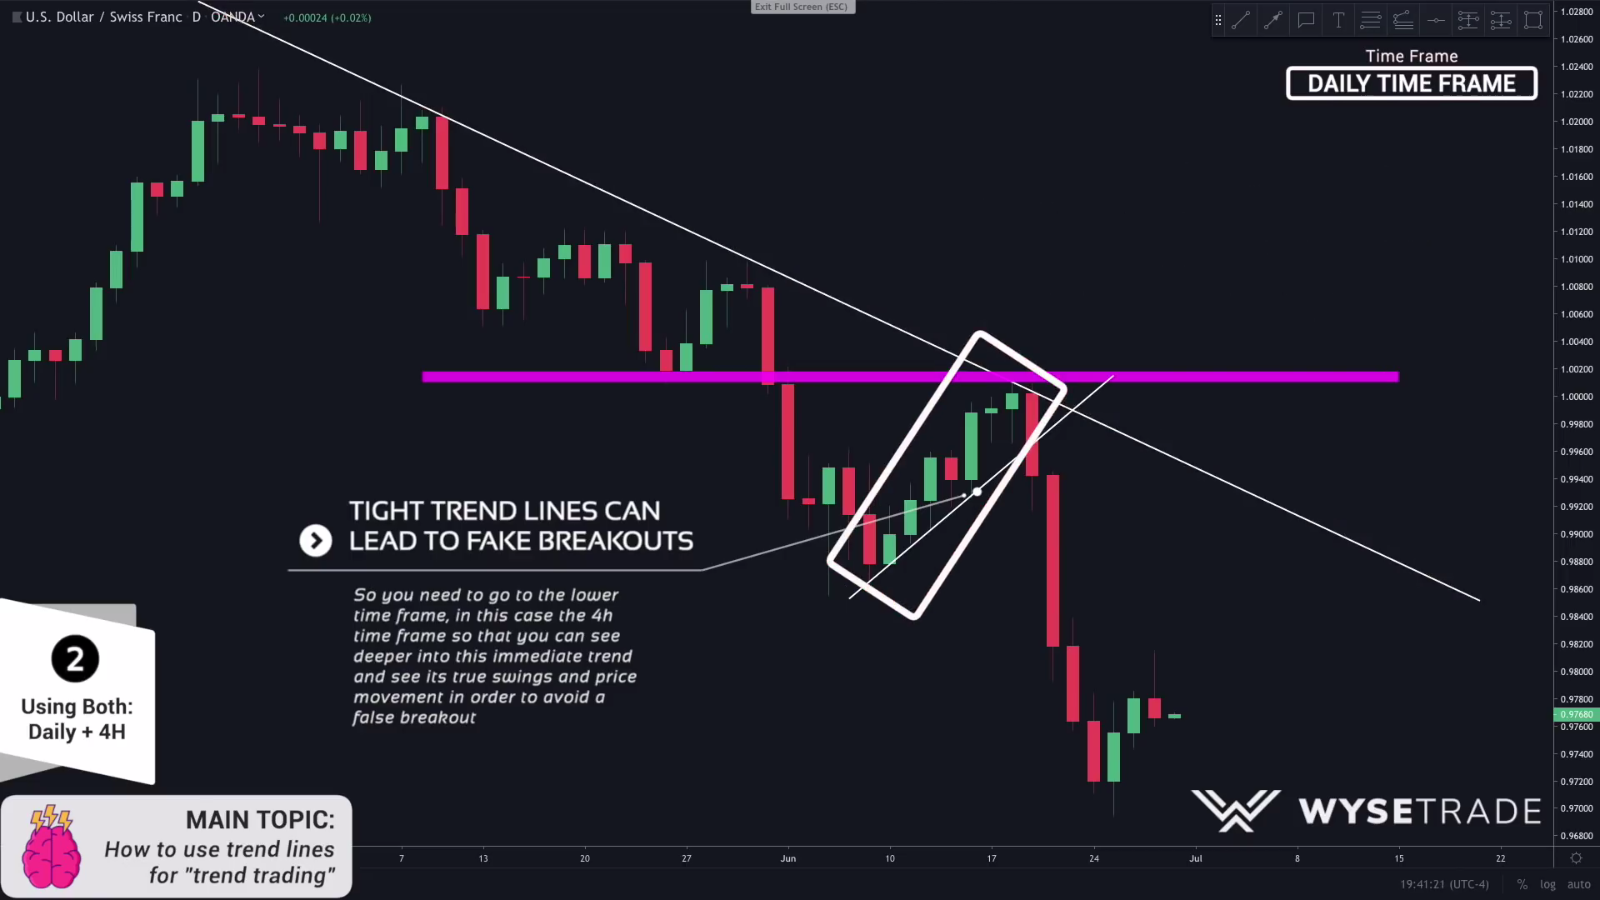 U.S. Dollar / Swiss Franc D OANDA +0.00024 (+0.02%)
Exit Full Screen (ESC)
T
Time Frame
DAILY TIME FRAME
1.02800
1.02600
1.02400
1.02200
1.02000
1.01800
1.01600
1.01400
1.01200
1.01000
1.00800
1.00600
1.00400
1.00200
1.00000
0.99800
0.99600
0.99400
0.99200
0.99000
0.98800
0.98600
0.98400
0.98200
0.98000
0.97800
0.97680
0.97600
0.97400
0.97200
0.97000
0.96800
TIGHT TREND LINES CAN
LEAD TO FAKE BREAKOUTS
So you need to go to the lower
time frame, in this case the 4h
time frame so that you can see
deeper into this immediate trend
and see its true swings and price
movement in order to avoid a
false breakout
2
Using Both:
Daily + 4H
MAIN TOPIC:
How to use trend lines
for "trend trading"
WYSETRADE
7 13 20 27 Jun 10 17 24 Jul 8 15 22
19:41:21 (UTC-4) % log auto